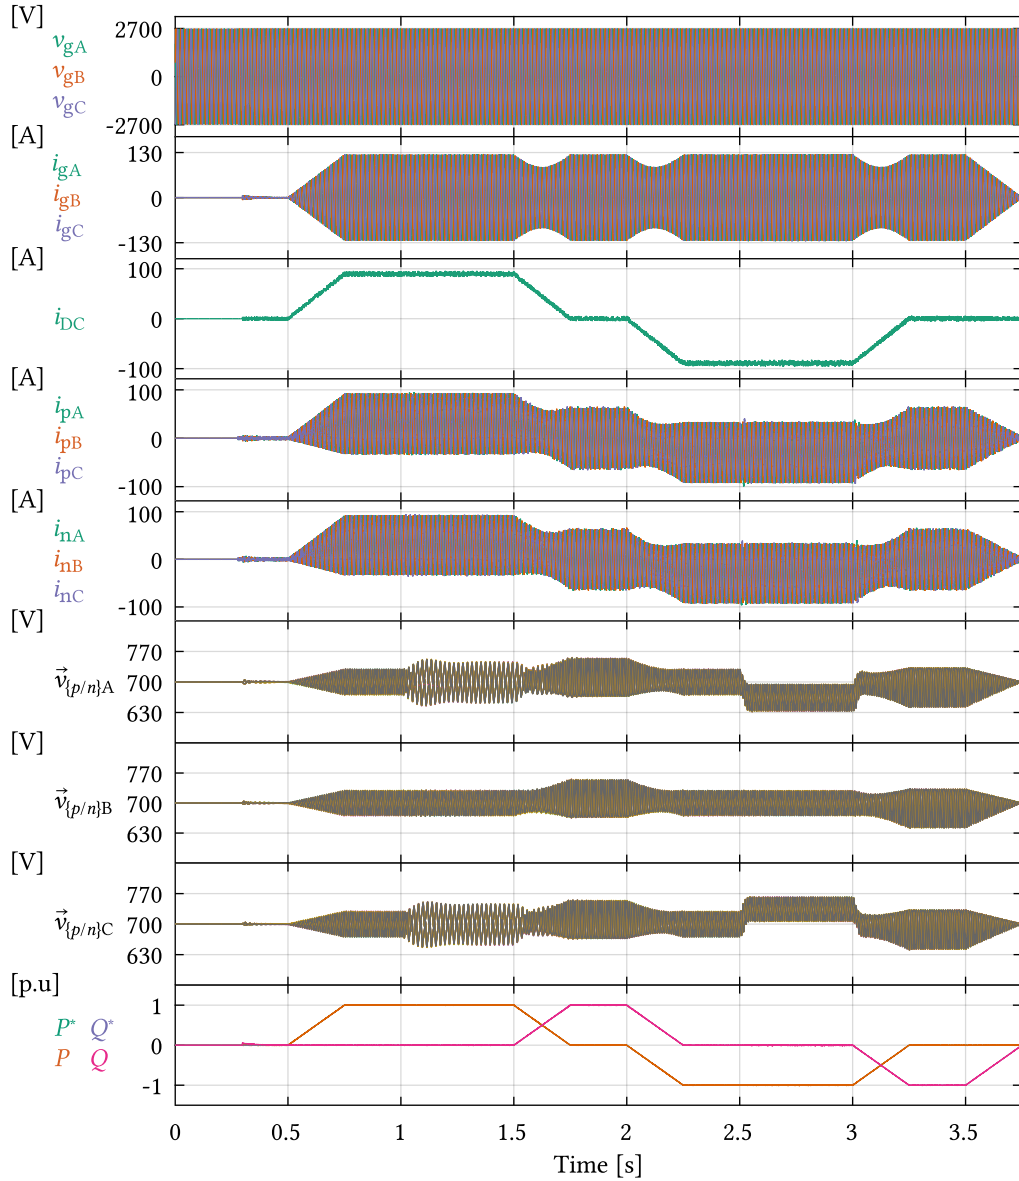 [V]
2700
v_gA
v_gB
0
v_gC
-2700
[A]
130
i_gA
i_gB
0
i_gC
-130
[A]
100
i_DC
0
-100
[A]
100
i_pA
i_pB
0
i_pC
-100
[A]
100
i_nA
i_nB
0
i_nC
-100
[V]
770
v⃗_{p/n}A
700
630
[V]
770
v⃗_{p/n}B
700
630
[V]
770
v⃗_{p/n}C
700
630
[p.u]
1
P* Q*
0
P Q
-1
0 0.5 1 1.5 2 2.5 3 3.5
Time [s]